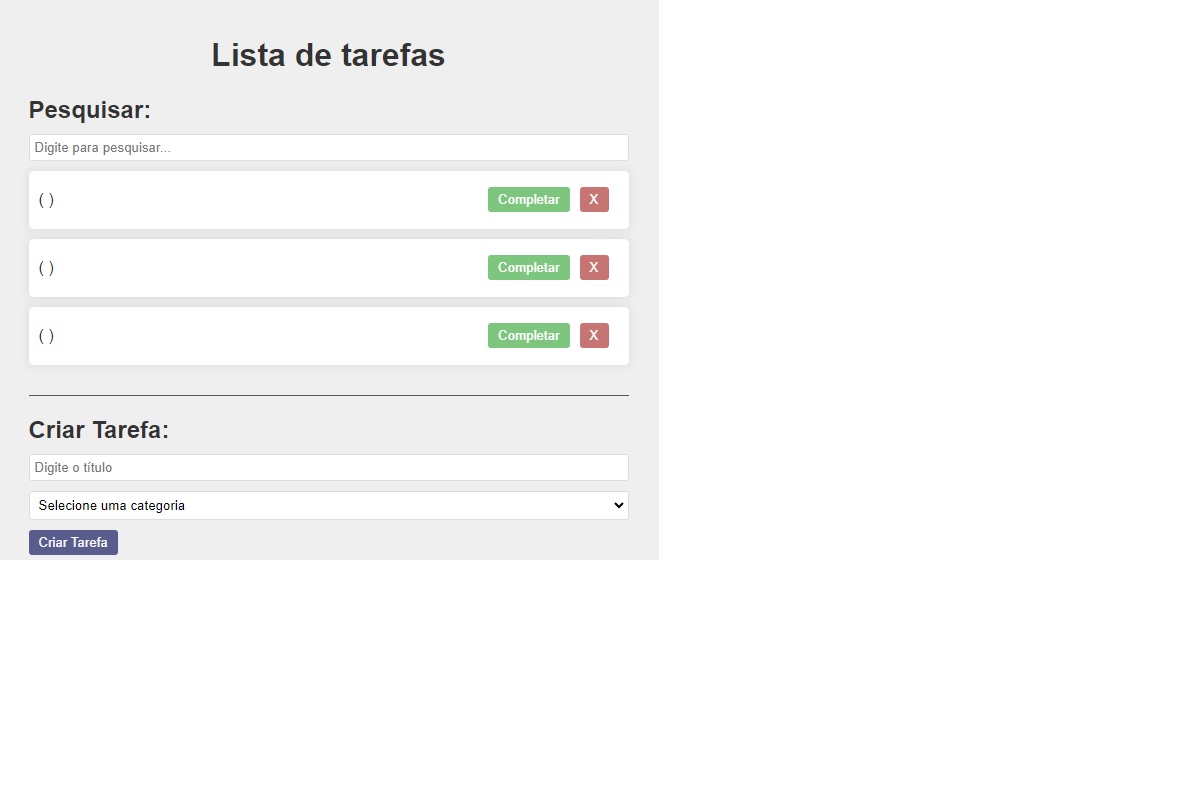 Lista de tarefas
Pesquisar:
Digite para pesquisar...
( ) Completar X
( ) Completar X
( ) Completar X
Criar Tarefa:
Digite o título
Selecione uma categoria
Criar Tarefa